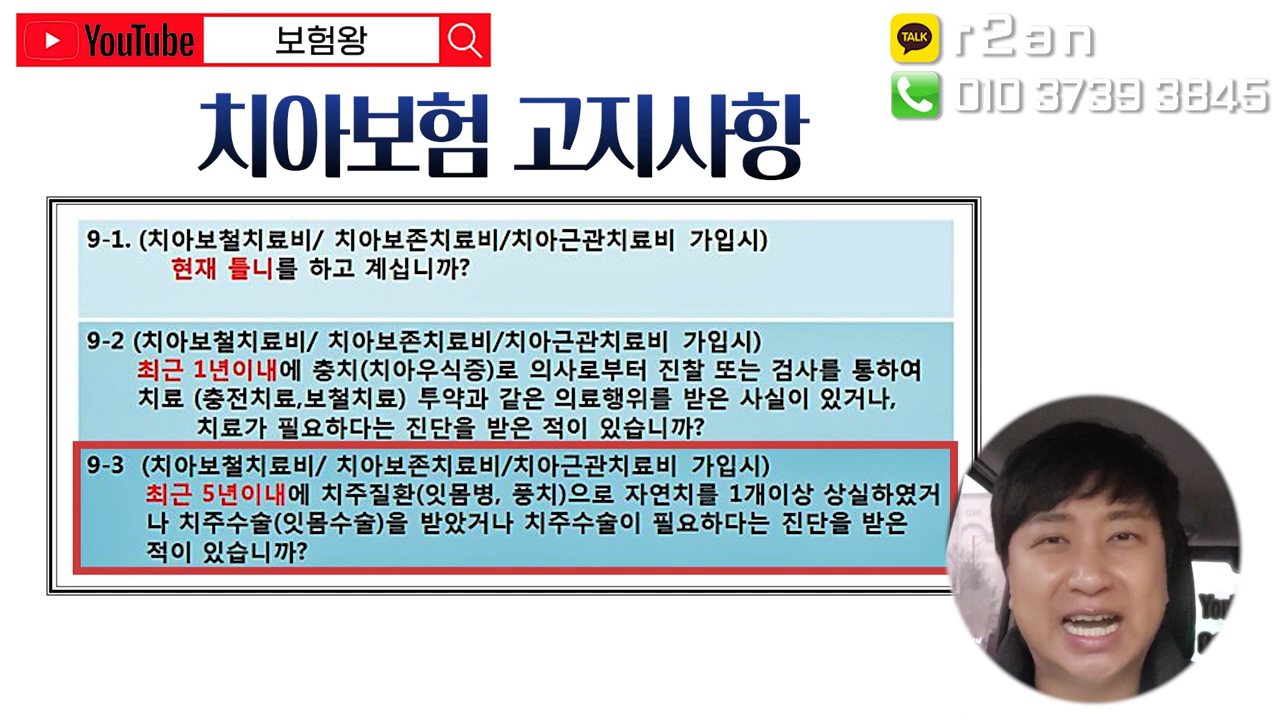 YouTube 보험왕
TALK r2an
010 3739 3845
치아보험 고지사항
9-1. (치아보철치료비/ 치아보존치료비/치아근관치료비 가입시)
현재 틀니를 하고 계십니까?
9-2 (치아보철치료비/ 치아보존치료비/치아근관치료비 가입시)
최근 1년이내에 충치(치아우식증)로 의사로부터 진찰 또는 검사를 통하여
치료 (충전치료,보철치료) 투약과 같은 의료행위를 받은 사실이 있거나,
치료가 필요하다는 진단을 받은 적이 있습니까?
9-3 (치아보철치료비/ 치아보존치료비/치아근관치료비 가입시)
최근 5년이내에 치주질환(잇몸병, 풍치)으로 자연치를 1개이상 상실하였거
나 치주수술(잇몸수술)을 받았거나 치주수술이 필요하다는 진단을 받은
적이 있습니까?